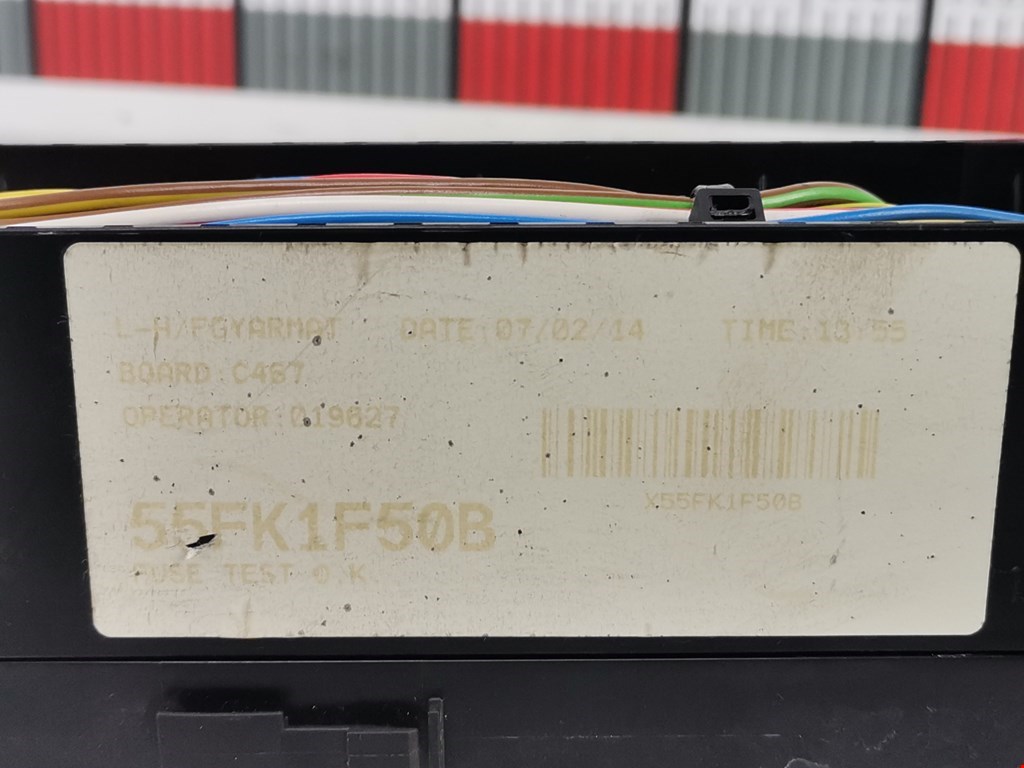 L-H/FGYARMAT DATE:07/02/14 TIME:13:55
BOARD:C467
OPERATOR:019627
X55FK1F50B
55FK1F50B
FUSE TEST O.K.